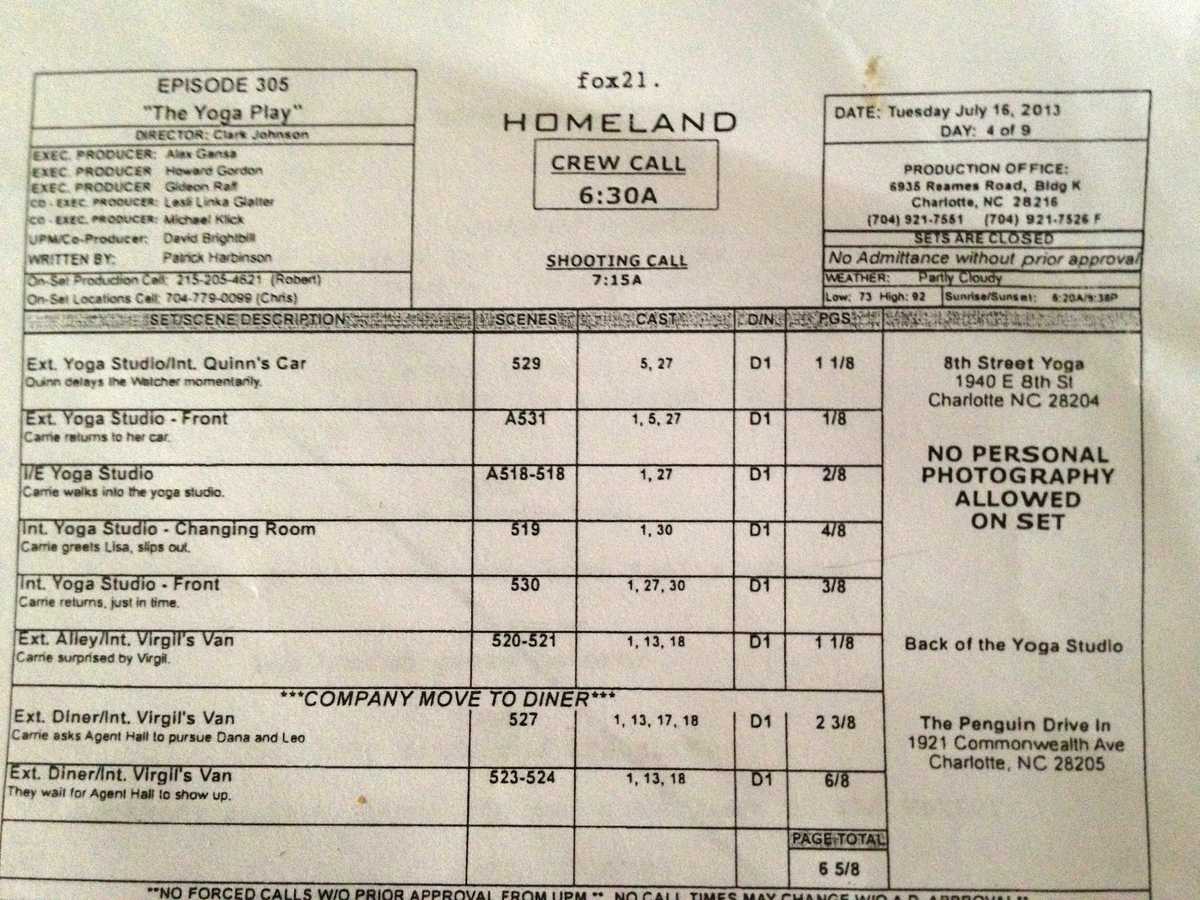 fox21.
EPISODE 305
"The Yoga Play"
DIRECTOR: Clark Johnson
EXEC. PRODUCER: Alex Gansa
EXEC. PRODUCER Howard Gordon
EXEC. PRODUCER Gideon Raff
CO - EXEC. PRODUCER: Lesli Linka Glatter
CO - EXEC. PRODUCER: Michael Klick
UPM/Co-Producer: David Brightbill
WRITTEN BY: Patrick Harbinson
On-Set Production Cell: 215-205-4621 (Robert)
On-Set Locations Cell: 704-779-0099 (Chris)
HOMELAND
CREW CALL
6:30A
SHOOTING CALL
7:15A
DATE: Tuesday July 16, 2013
DAY: 4 of 9
PRODUCTION OFFICE:
6935 Reames Road, Bldg K
Charlotte, NC 28216
(704) 921-7551 (704) 921-7526 F
SETS ARE CLOSED
No Admittance without prior approval
WEATHER: Partly Cloudy
Low: 73 High: 92 Sunrise/Sunset: 6:20A/9:38P
SET/SCENE DESCRIPTION SCENES CAST D/N PGS
Ext. Yoga Studio/Int. Quinn's Car 529 5, 27 D1 1 1/8 8th Street Yoga
Quinn delays the Watcher momentarily. 1940 E 8th St
Charlotte NC 28204
Ext. Yoga Studio - Front A531 1, 5, 27 D1 1/8
Carrie returns to her car.
NO PERSONAL
PHOTOGRAPHY
ALLOWED
ON SET
I/E Yoga Studio A518-518 1, 27 D1 2/8
Carrie walks into the yoga studio.
Int. Yoga Studio - Changing Room 519 1, 30 D1 4/8
Carrie greets Lisa, slips out.
Int. Yoga Studio - Front 530 1, 27, 30 D1 3/8
Carrie returns, just in time.
Ext. Alley/Int. Virgil's Van 520-521 1, 13, 18 D1 1 1/8 Back of the Yoga Studio
Carrie surprised by Virgil.
***COMPANY MOVE TO DINER***
Ext. Diner/Int. Virgil's Van 527 1, 13, 17, 18 D1 2 3/8 The Penguin Drive In
Carrie asks Agent Hall to pursue Dana and Leo 1921 Commonwealth Ave
Charlotte, NC 28205
Ext. Diner/Int. Virgil's Van 523-524 1, 13, 18 D1 6/8
They wait for Agent Hall to show up.
PAGE TOTAL
6 5/8
**NO FORCED CALLS W/O PRIOR APPROVAL FROM UPM ** NO CALL TIMES MAY CHANGE W/O A.D. APPROVAL**